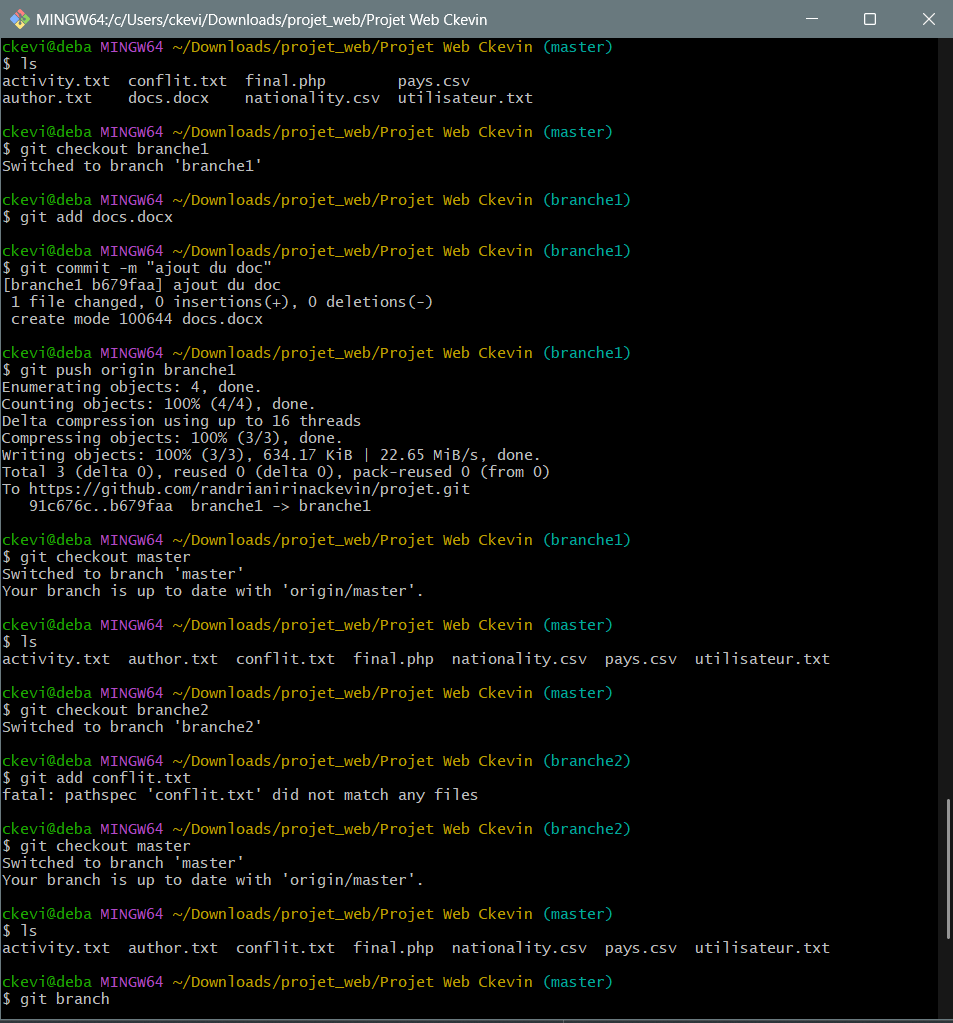 MINGW64:/c/Users/ckevi/Downloads/projet_web/Projet Web Ckevin
ckevi@deba MINGW64 ~/Downloads/projet_web/Projet Web Ckevin (master)
$ ls
activity.txt  conflit.txt  final.php        pays.csv
author.txt    docs.docx    nationality.csv  utilisateur.txt
ckevi@deba MINGW64 ~/Downloads/projet_web/Projet Web Ckevin (master)
$ git checkout branche1
Switched to branch 'branche1'
ckevi@deba MINGW64 ~/Downloads/projet_web/Projet Web Ckevin (branche1)
$ git add docs.docx
ckevi@deba MINGW64 ~/Downloads/projet_web/Projet Web Ckevin (branche1)
$ git commit -m "ajout du doc"
[branche1 b679faa] ajout du doc
 1 file changed, 0 insertions(+), 0 deletions(-)
 create mode 100644 docs.docx
ckevi@deba MINGW64 ~/Downloads/projet_web/Projet Web Ckevin (branche1)
$ git push origin branche1
Enumerating objects: 4, done.
Counting objects: 100% (4/4), done.
Delta compression using up to 16 threads
Compressing objects: 100% (3/3), done.
Writing objects: 100% (3/3), 634.17 KiB | 22.65 MiB/s, done.
Total 3 (delta 0), reused 0 (delta 0), pack-reused 0 (from 0)
To https://github.com/randrianirinackevin/projet.git
   91c676c..b679faa  branche1 -> branche1
ckevi@deba MINGW64 ~/Downloads/projet_web/Projet Web Ckevin (branche1)
$ git checkout master
Switched to branch 'master'
Your branch is up to date with 'origin/master'.
ckevi@deba MINGW64 ~/Downloads/projet_web/Projet Web Ckevin (master)
$ ls
activity.txt  author.txt  conflit.txt  final.php  nationality.csv  pays.csv  utilisateur.txt
ckevi@deba MINGW64 ~/Downloads/projet_web/Projet Web Ckevin (master)
$ git checkout branche2
Switched to branch 'branche2'
ckevi@deba MINGW64 ~/Downloads/projet_web/Projet Web Ckevin (branche2)
$ git add conflit.txt
fatal: pathspec 'conflit.txt' did not match any files
ckevi@deba MINGW64 ~/Downloads/projet_web/Projet Web Ckevin (branche2)
$ git checkout master
Switched to branch 'master'
Your branch is up to date with 'origin/master'.
ckevi@deba MINGW64 ~/Downloads/projet_web/Projet Web Ckevin (master)
$ ls
activity.txt  author.txt  conflit.txt  final.php  nationality.csv  pays.csv  utilisateur.txt
ckevi@deba MINGW64 ~/Downloads/projet_web/Projet Web Ckevin (master)
$ git branch